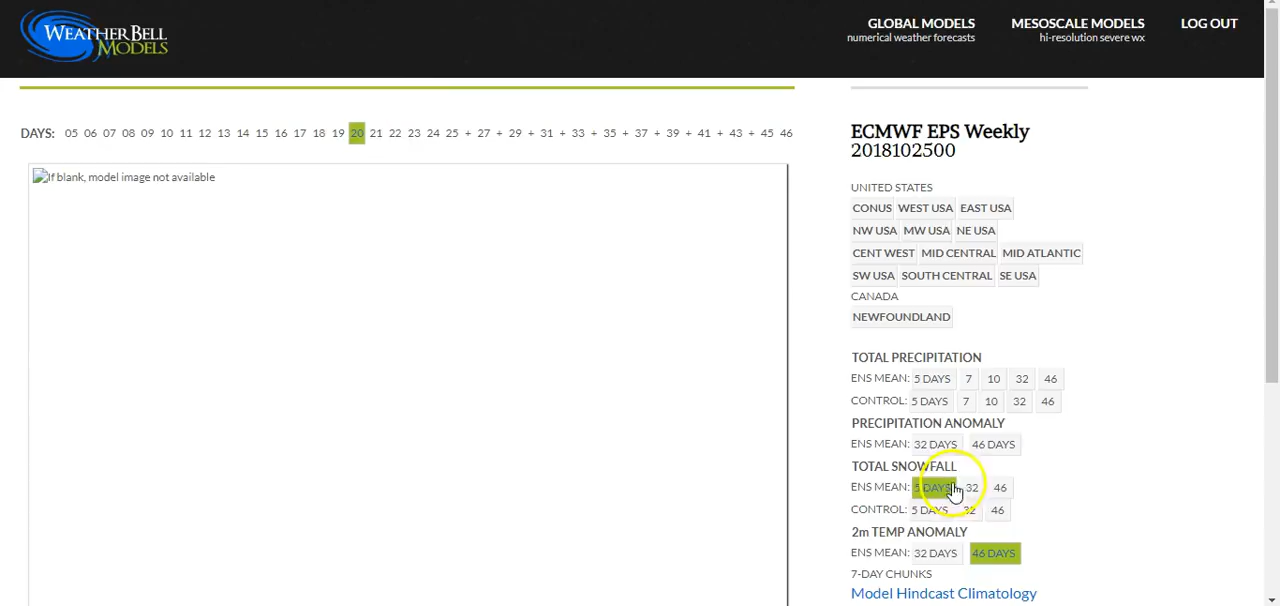 WEATHERBELL
MODELS
GLOBAL MODELS
numerical weather forecasts
MESOSCALE MODELS
hi-resolution severe wx
LOG OUT
DAYS: 05 06 07 08 09 10 11 12 13 14 15 16 17 18 19 20 21 22 23 24 25 + 27 + 29 + 31 + 33 + 35 + 37 + 39 + 41 + 43 + 45 46
If blank, model image not available
ECMWF EPS Weekly
2018102500
UNITED STATES
CONUS WEST USA EAST USA
NW USA MW USA NE USA
CENT WEST MID CENTRAL MID ATLANTIC
SW USA SOUTH CENTRAL SE USA
CANADA
NEWFOUNDLAND
TOTAL PRECIPITATION
ENS MEAN: 5 DAYS 7 10 32 46
CONTROL: 5 DAYS 7 10 32 46
PRECIPITATION ANOMALY
ENS MEAN: 32 DAYS 46 DAYS
TOTAL SNOWFALL
ENS MEAN: 5 DAYS 32 46
CONTROL: 5 DAYS 32 46
2m TEMP ANOMALY
ENS MEAN: 32 DAYS 46 DAYS
7-DAY CHUNKS
Model Hindcast Climatology